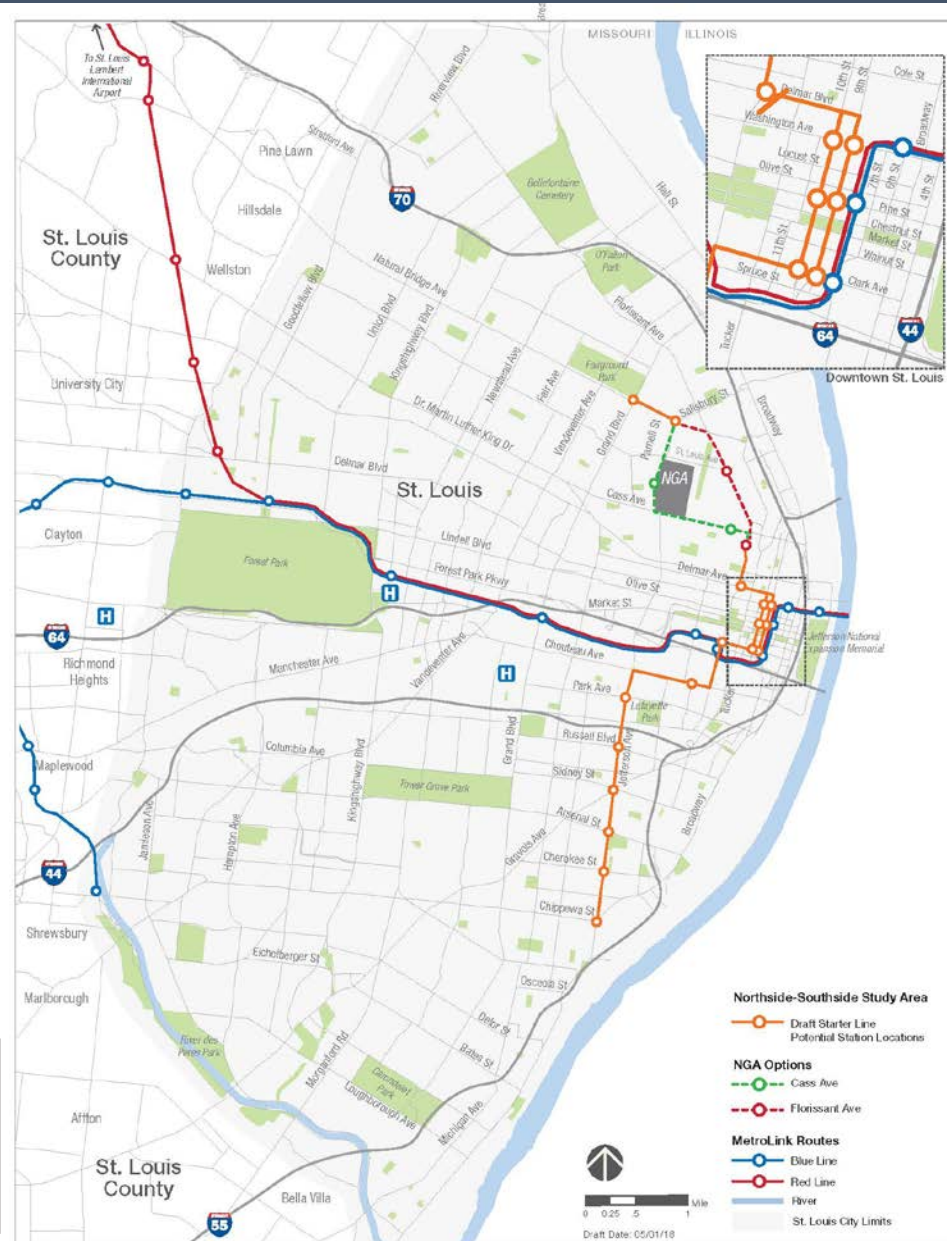 MISSOURI
ILLINOIS
To St. Louis
Lambert
International
Airport
Riverview Blvd
Stratford Ave
Pine Lawn
70
Bellefontaine
Cemetery
Hall St
Hillsdale
St. Louis
County
Wellston
Goodfellow Blvd
Natural Bridge Ave
O'Fallon
Park
Florissant Ave
Union Blvd
Kingshighway Blvd
Newstead Ave
Fair Ave
Fairground
Park
University City
Dr. Martin Luther King Dr
Vandeventer Ave
Grand Blvd
Parnell St
Salisbury St
Broadway
Delmar Blvd
St. Louis Ave
NGA
St. Louis
Cass Ave
Clayton
Lindell Blvd
Forest Park
Forest Park Pkwy
Olive St
Delmar Ave
Market St
H
H
64
Jefferson National
Expansion Memorial
Richmond
Heights
Manchester Ave
Vandeventer Ave
Chouteau Ave
H
Park Ave
Lafayette
Park
Tucker
Russell Blvd
Jefferson Ave
Columbia Ave
Grand Blvd
Sidney St
Maplewood
Kingshighway Blvd
Tower Grove Park
Broadway
Jamieson Ave
Hampton Ave
Gravois Ave
Arsenal St
Cherokee St
44
Chippewa St
Shrewsbury
Eichelberger St
Osceola St
Marlborough
Delor St
River des
Peres Park
Morganford Rd
Bates St
Carondelet
Park
Loughborough Ave
Michigan Ave
Affton
St. Louis
County
Bella Villa
55
10th St
9th St
Cole St
Delmar Blvd
Broadway
Washington Ave
Locust St
Olive St
7th St
6th St
4th St
Pine St
Chestnut St
Market St
11th St
Walnut St
Spruce St
Clark Ave
Tucker
64
44
Downtown St. Louis
Northside-Southside Study Area
Draft Starter Line
Potential Station Locations
NGA Options
Cass Ave
Florissant Ave
MetroLink Routes
Blue Line
Red Line
River
St. Louis City Limits
Mile
0 0.25 .5 1
Draft Date: 05/01/18